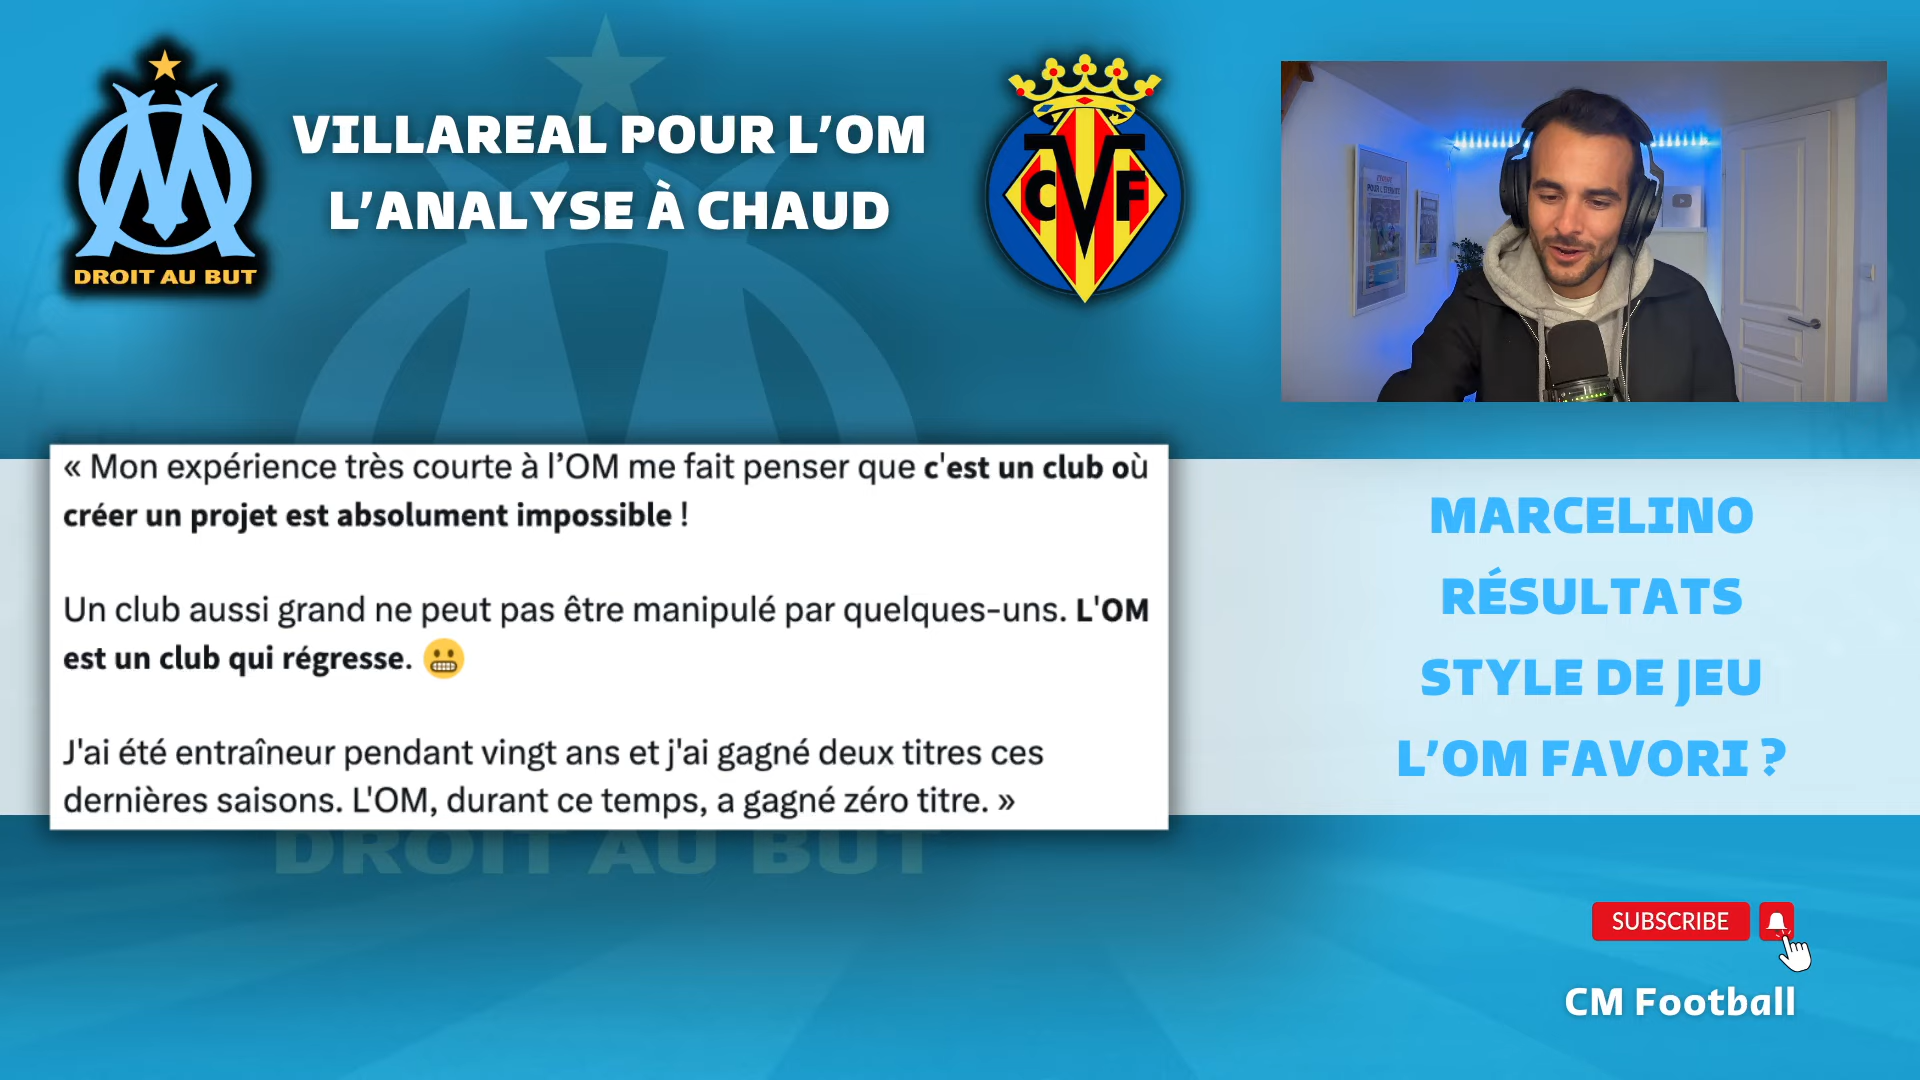 VILLAREAL POUR L'OM
L'ANALYSE À CHAUD
DROIT AU BUT
CVF
« Mon expérience très courte à l’OM me fait penser que c'est un club où
créer un projet est absolument impossible !
Un club aussi grand ne peut pas être manipulé par quelques-uns. L'OM
est un club qui régresse. 😬
J'ai été entraîneur pendant vingt ans et j'ai gagné deux titres ces
dernières saisons. L'OM, durant ce temps, a gagné zéro titre. »
MARCELINO
RÉSULTATS
STYLE DE JEU
L'OM FAVORI ?
DROIT AU BUT
SUBSCRIBE
CM Football